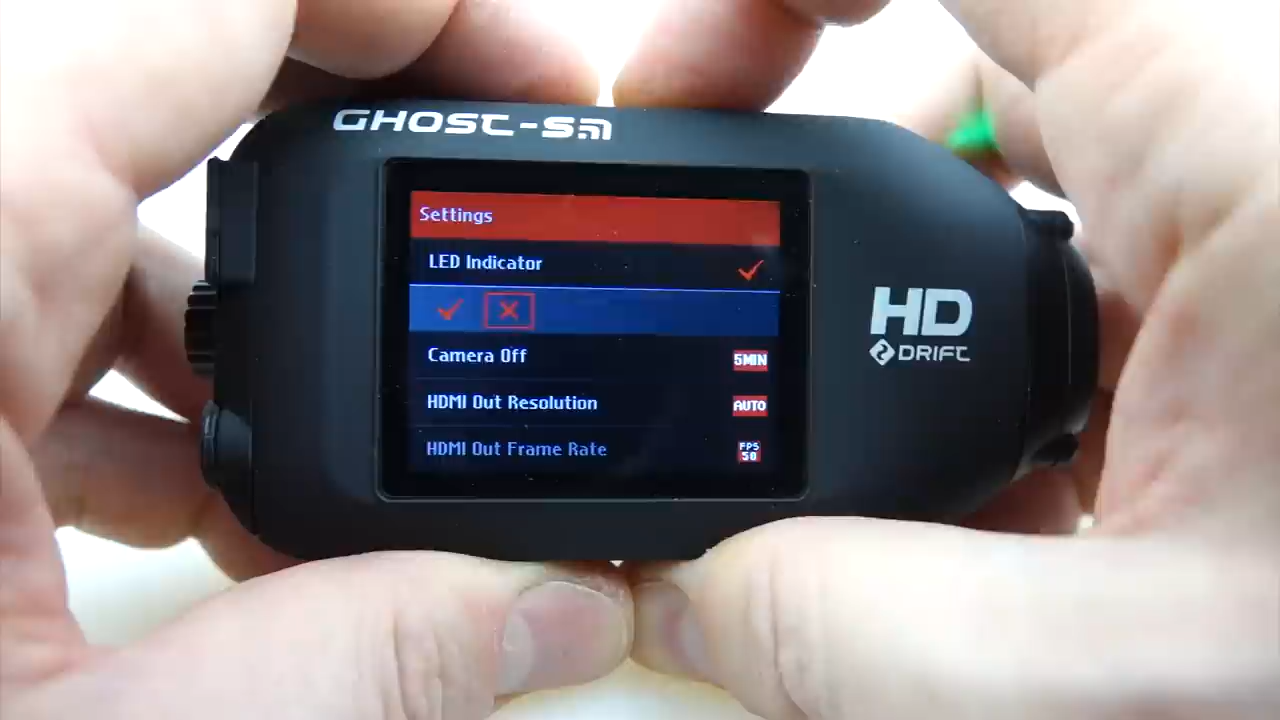 GHOST-S
Settings
LED Indicator
Camera Off
5MIN
HDMI Out Resolution
AUTO
HDMI Out Frame Rate
FPS
50
HD
DRIFT